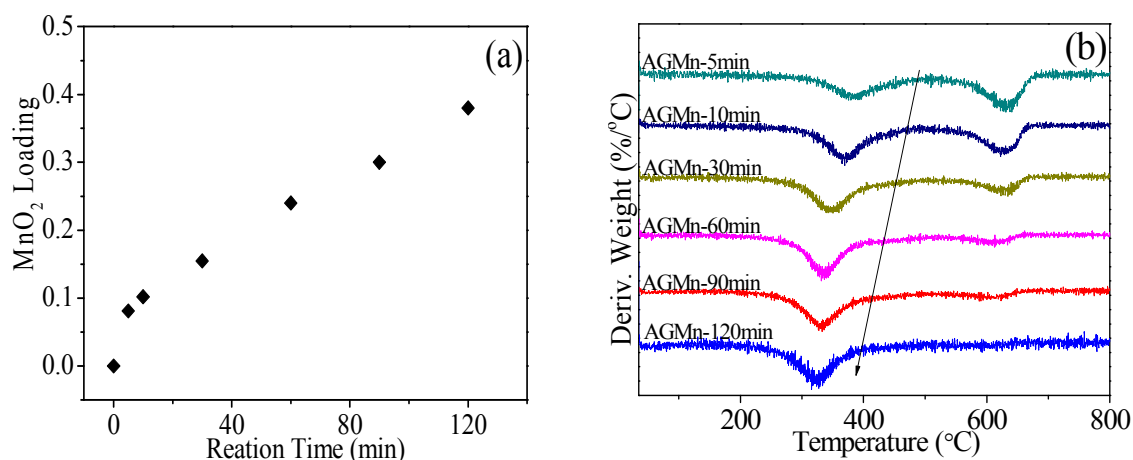 (a)
0.5
0.4
0.3
0.2
0.1
0.0
MnO₂ Loading
0 40 80 120
Reation Time (min)
(b)
AGMn-5min
AGMn-10min
AGMn-30min
AGMn-60min
AGMn-90min
AGMn-120min
Deriv. Weight (%/°C)
200 400 600 800
Temperature (°C)